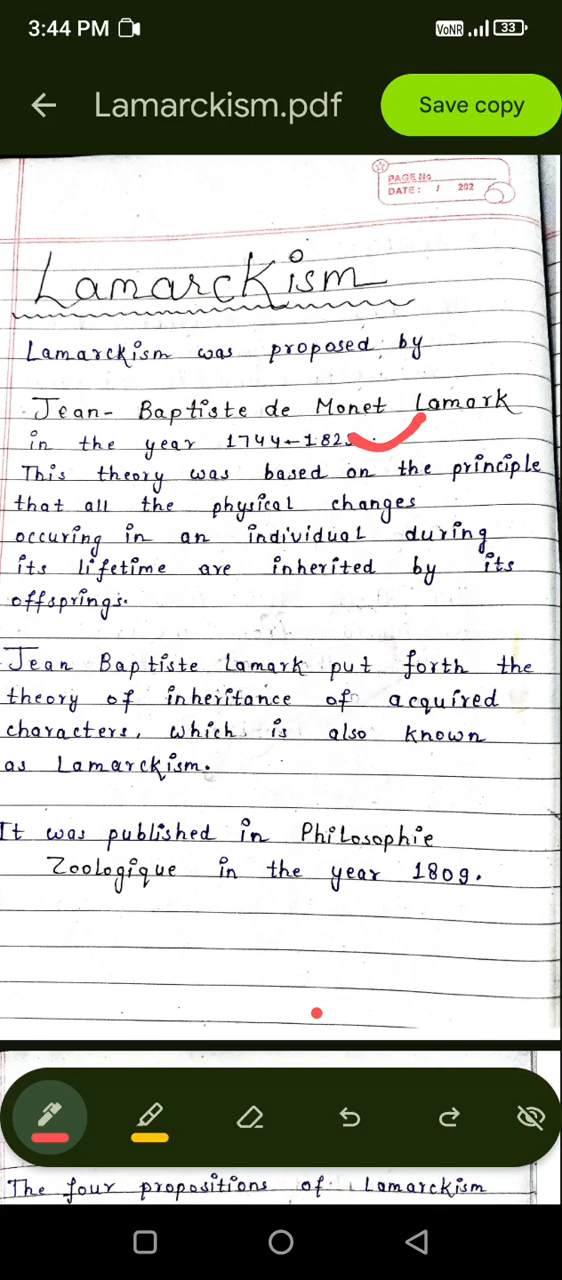 3:44 PM
VoNR 33
Lamarckism.pdf
Save copy
PAGE No
DATE: / 202
Lamarckism
Lamarckism was proposed by
Jean- Baptiste de Monet Lamark
in the year 1744-182
This theory was based on the principle
that all the physical changes
occuring in an individual during
its lifetime are inherited by its
offsprings.
Jean Baptiste Lamark put forth the
theory of inheritance of acquired
characters, which is also known
as Lamarckism.
It was published in Philosophie
Zoologique in the year 1809.
The four propositions of Lamarckism